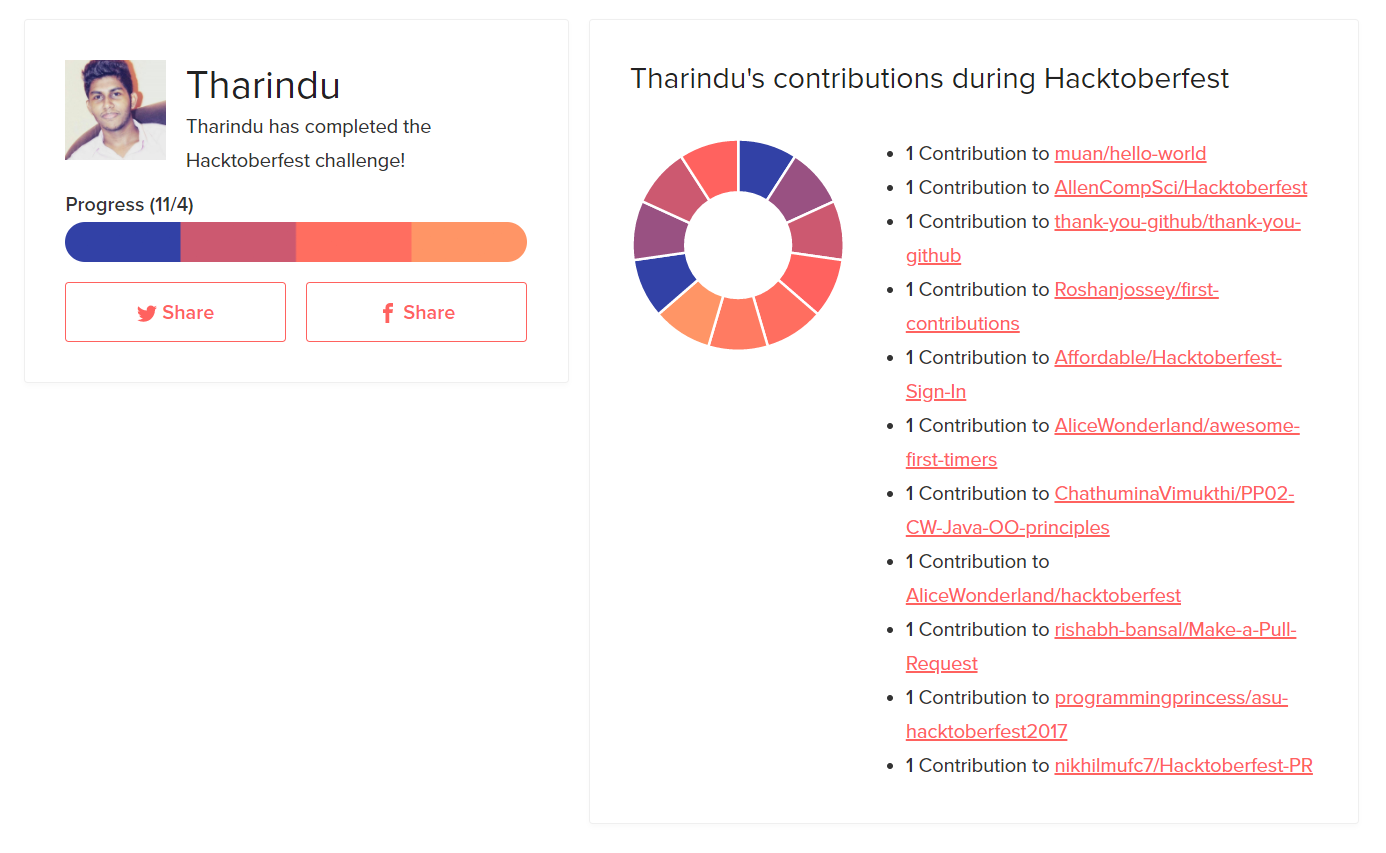 Tharindu
Tharindu has completed the
Hacktoberfest challenge!
Progress (11/4)
Share
Share
Tharindu's contributions during Hacktoberfest
1 Contribution to muan/hello-world
1 Contribution to AllenCompSci/Hacktoberfest
1 Contribution to thank-you-github/thank-you-
github
1 Contribution to Roshanjossey/first-
contributions
1 Contribution to Affordable/Hacktoberfest-
Sign-In
1 Contribution to AliceWonderland/awesome-
first-timers
1 Contribution to ChathuminaVimukthi/PP02-
CW-Java-OO-principles
1 Contribution to
AliceWonderland/hacktoberfest
1 Contribution to rishabh-bansal/Make-a-Pull-
Request
1 Contribution to programmingprincess/asu-
hacktoberfest2017
1 Contribution to nikhilmufc7/Hacktoberfest-PR